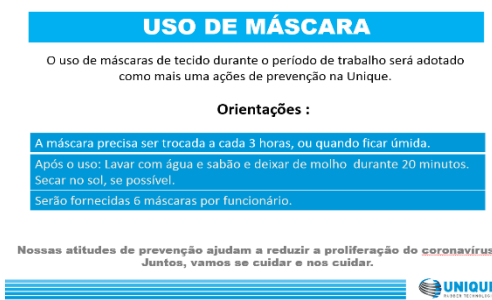 USO DE MÁSCARA
O uso de máscaras de tecido durante o período de trabalho será adotado
como mais uma ações de prevenção na Unique.
Orientações :
A máscara precisa ser trocada a cada 3 horas, ou quando ficar úmida.
Após o uso: Lavar com água e sabão e deixar de molho durante 20 minutos.
Secar no sol, se possível.
Serão fornecidas 6 máscaras por funcionário.
Nossas atitudes de prevenção ajudam a reduzir a proliferação do coronavírus
Juntos, vamos se cuidar e nos cuidar.
UNIQU
RUBBER TECHNOLOG